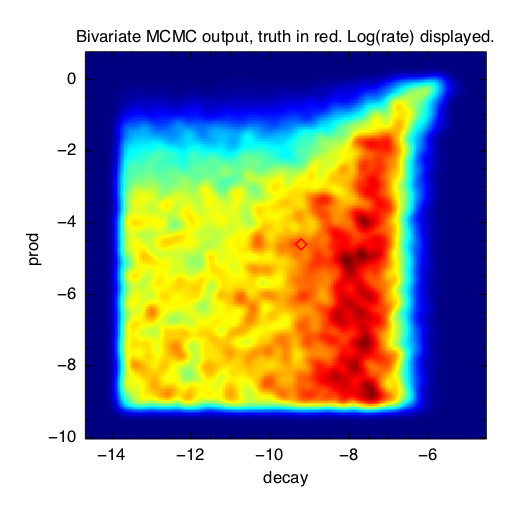 Bivariate MCMC output, truth in red. Log(rate) displayed.
0
−2
−4
−6
−8
−10
prod
−14 −12 −10 −8 −6
decay